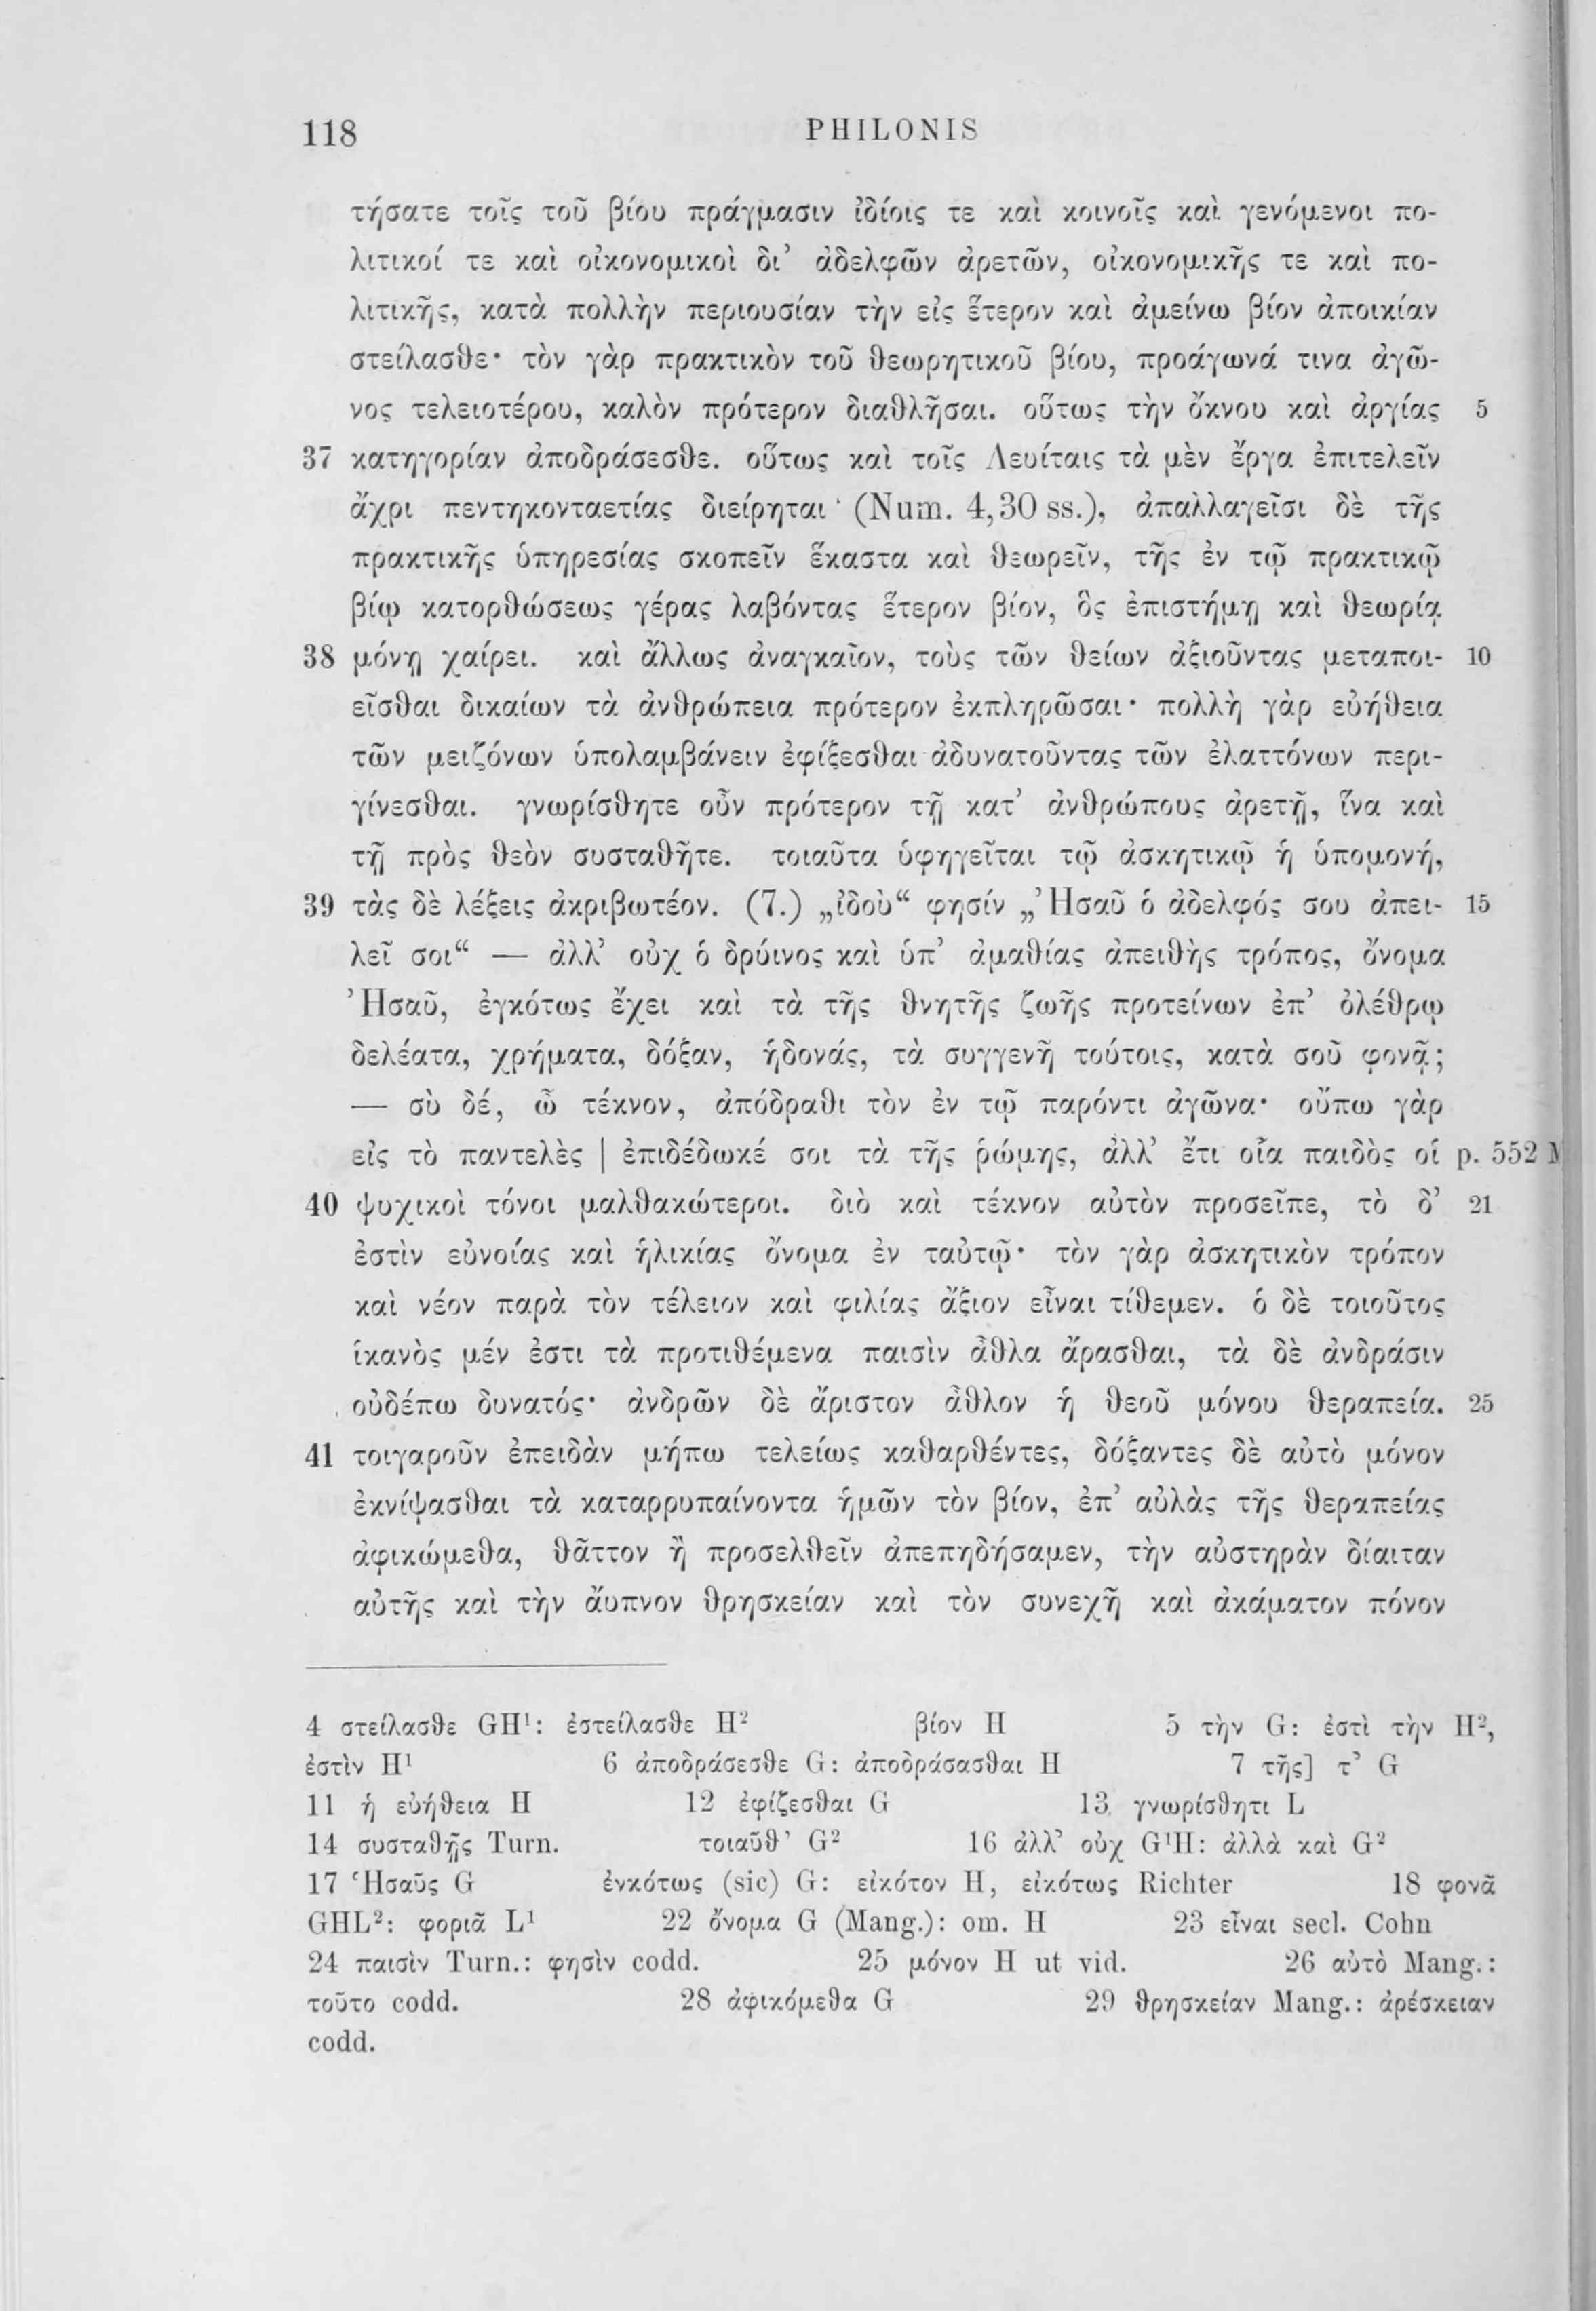 118 PHILONIS
τήσατε τοῖς τοῦ βίου πράγμασιν ἰδίοις τε καὶ κοινοῖς καὶ γενόμενοι πο-
λιτικοί τε καὶ οἰκονομικοὶ δι’ ἀδελφῶν ἀρετῶν, οἰκονομικῆς τε καὶ πο-
λιτικῆς, κατὰ πολλὴν περιουσίαν τὴν εἰς ἕτερον καὶ ἀμείνω βίον ἀποικίαν
στείλασθε· τὸν γὰρ πρακτικὸν τοῦ θεωρητικοῦ βίου, προάγωνά τινα ἀγῶ-
νος τελειοτέρου, καλὸν πρότερον διαθλῆσαι. οὕτως τὴν ὄκνου καὶ ἀργίας 5
37 κατηγορίαν ἀποδράσεσθε. οὕτως καὶ τοῖς Λευίταις τὰ μὲν ἔργα ἐπιτελεῖν
ἄχρι πεντηκονταετίας διείρηται (Num. 4,30 ss.), ἀπαλλαγεῖσι δὲ τῆς
πρακτικῆς ὑπηρεσίας σκοπεῖν ἕκαστα καὶ θεωρεῖν, τῆς ἐν τῷ πρακτικῷ
βίῳ κατορθώσεως γέρας λαβόντας ἕτερον βίον, ὃς ἐπιστήμῃ καὶ θεωρίᾳ
38 μόνῃ χαίρει. καὶ ἄλλως ἀναγκαῖον, τοὺς τῶν θείων ἀξιοῦντας μεταποι- 10
εῖσθαι δικαίων τὰ ἀνθρώπεια πρότερον ἐκπληρῶσαι· πολλὴ γὰρ εὐήθεια
τῶν μειζόνων ὑπολαμβάνειν ἐφίξεσθαι ἀδυνατοῦντας τῶν ἐλαττόνων περι-
γίνεσθαι. γνωρίσθητε οὖν πρότερον τῇ κατ’ ἀνθρώπους ἀρετῇ, ἵνα καὶ
τῇ πρὸς θεὸν συσταθῆτε. τοιαῦτα ὑφηγεῖται τῷ ἀσκητικῷ ἡ ὑπομονή,
39 τὰς δὲ λέξεις ἀκριβωτέον. (7.) „ἰδοὺ“ φησίν „Ἠσαῦ ὁ ἀδελφός σου ἀπει- 15
λεῖ σοι“ — ἀλλ’ οὐχ ὁ δρύινος καὶ ὑπ’ ἀμαθίας ἀπειθὴς τρόπος, ὄνομα
Ἠσαῦ, ἐγκότως ἔχει καὶ τὰ τῆς θνητῆς ζωῆς προτείνων ἐπ’ ὀλέθρῳ
δελέατα, χρήματα, δόξαν, ἡδονάς, τὰ συγγενῆ τούτοις, κατὰ σοῦ φονᾷ;
— σὺ δέ, ὦ τέκνον, ἀπόδραθι τὸν ἐν τῷ παρόντι ἀγῶνα· οὔπω γὰρ
εἰς τὸ παντελὲς | ἐπιδέδωκέ σοι τὰ τῆς ῥώμης, ἀλλ’ ἔτι οἷα παιδὸς οἱ p. 552 M
40 ψυχικοὶ τόνοι μαλθακώτεροι. διὸ καὶ τέκνον αὐτὸν προσεῖπε, τὸ δ’ 21
ἐστὶν εὐνοίας καὶ ἡλικίας ὄνομα ἐν ταὐτῷ· τὸν γὰρ ἀσκητικὸν τρόπον
καὶ νέον παρὰ τὸν τέλειον καὶ φιλίας ἄξιον εἶναι τίθεμεν. ὁ δὲ τοιοῦτος
ἱκανὸς μέν ἐστι τὰ προτιθέμενα παισὶν ἆθλα ἄρασθαι, τὰ δὲ ἀνδράσιν
οὐδέπω δυνατός· ἀνδρῶν δὲ ἄριστον ἆθλον ἡ θεοῦ μόνου θεραπεία. 25
41 τοιγαροῦν ἐπειδὰν μήπω τελείως καθαρθέντες, δόξαντες δὲ αὐτὸ μόνον
ἐκνίψασθαι τὰ καταρρυπαίνοντα ἡμῶν τὸν βίον, ἐπ’ αὐλὰς τῆς θεραπείας
ἀφικώμεθα, θᾶττον ἢ προσελθεῖν ἀπεπηδήσαμεν, τὴν αὐστηρὰν δίαιταν
αὐτῆς καὶ τὴν ἄυπνον θρησκείαν καὶ τὸν συνεχῆ καὶ ἀκάματον πόνον
4 στείλασθε GH¹: ἐστείλασθε H² βίον H 5 τὴν G: ἐστὶ τὴν H²,
ἐστὶν H¹ 6 ἀποδράσεσθε G: ἀποδράσασθαι H 7 τῆς] τ’ G
11 ἡ εὐήθεια H 12 ἐφίζεσθαι G 13 γνωρίσθητι L
14 συσταθῇς Turn. τοιαῦθ’ G² 16 ἀλλ’ οὐχ G¹H: ἀλλὰ καὶ G²
17 Ἡσαῦς G ἐνκότως (sic) G: εἰκότον H, εἰκότως Richter 18 φονᾶ
GHL²: φοριᾶ L¹ 22 ὄνομα G (Mang.): om. H 23 εἶναι secl. Cohn
24 παισὶν Turn.: φησὶν codd. 25 μόνον H ut vid. 26 αὐτὸ Mang.:
τοῦτο codd. 28 ἀφικόμεθα G 29 θρησκείαν Mang.: ἀρέσκειαν
codd.